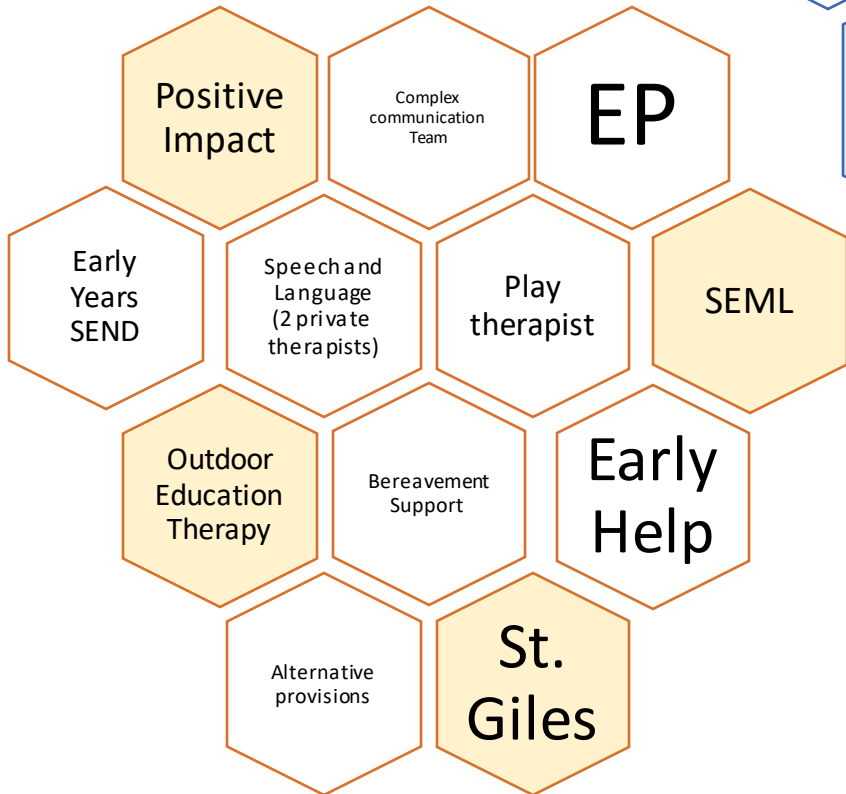 Positive
Impact
Complex
communication
Team
EP
Early
Years
SEND
Speech and
Language
(2 private
therapists)
Play
therapist
SEML
Outdoor
Education
Therapy
Bereavement
Support
Early
Help
Alternative
provisions
St.
Giles